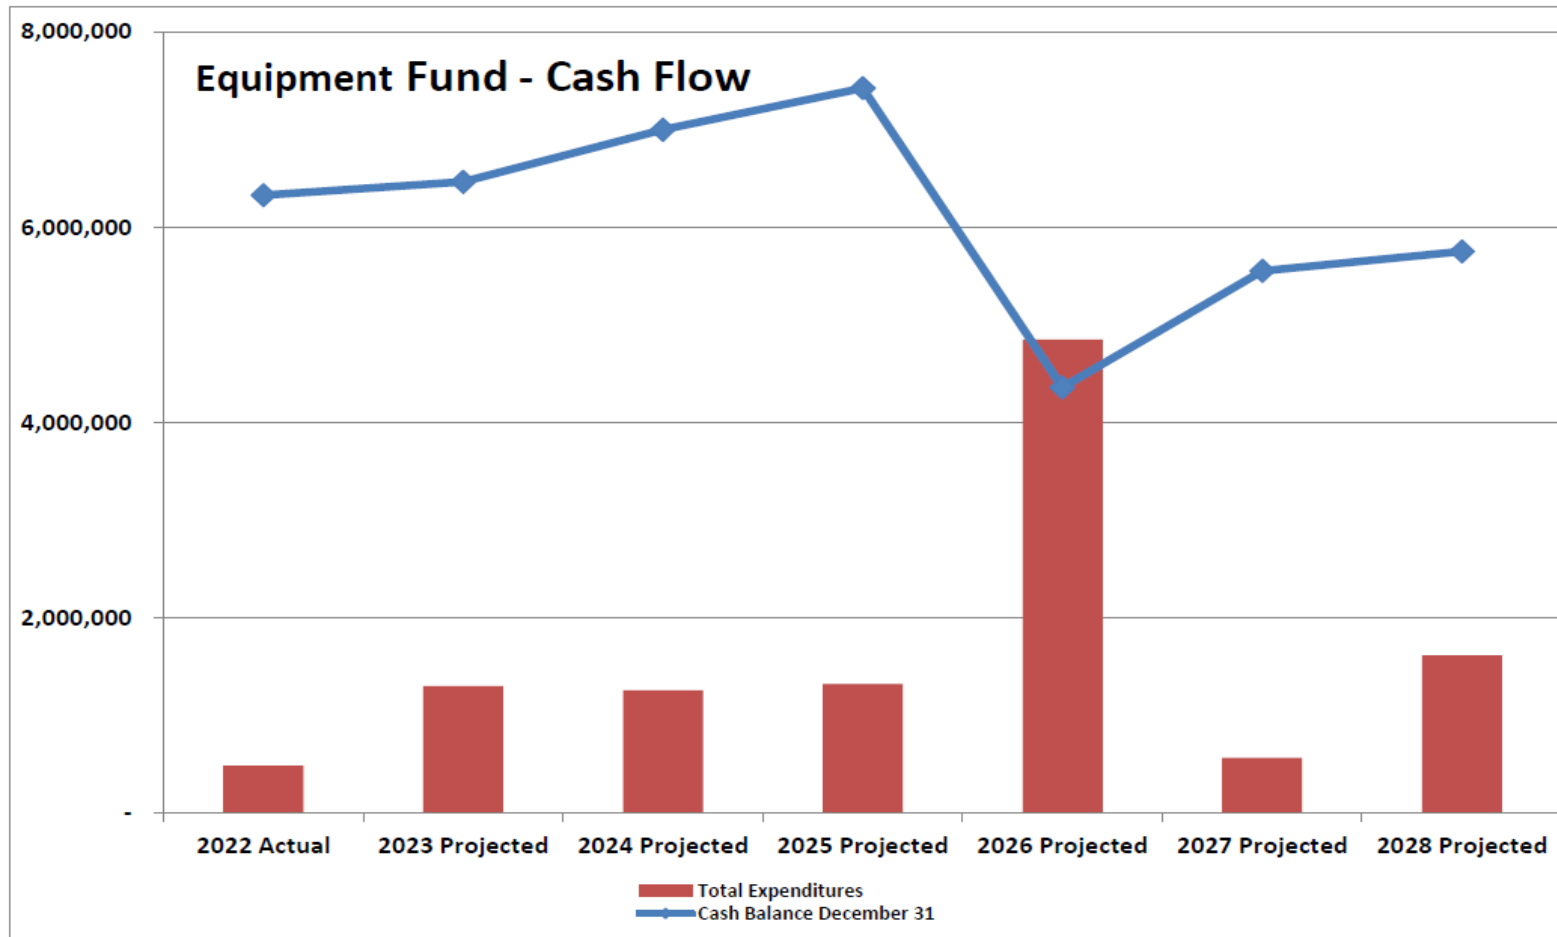 8,000,000
Equipment Fund - Cash Flow
6,000,000
4,000,000
2,000,000
-
2022 Actual 2023 Projected 2024 Projected 2025 Projected 2026 Projected 2027 Projected 2028 Projected
Total Expenditures
Cash Balance December 31